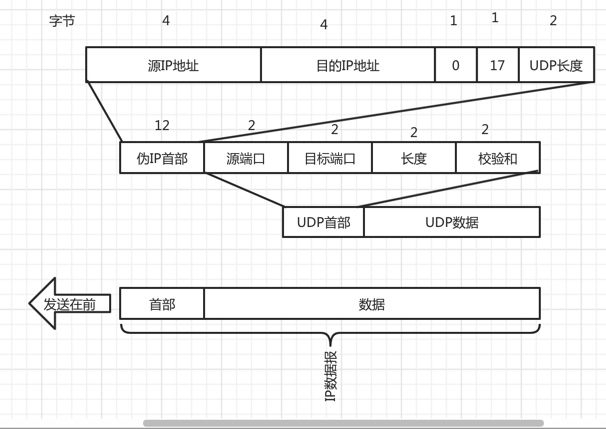 字节 4 4 1 1 2
源IP地址 目的IP地址 0 17 UDP长度
12 2 2 2 2
伪IP首部 源端口 目标端口 长度 校验和
UDP首部 UDP数据
发送在前 首部 数据
IP数据报